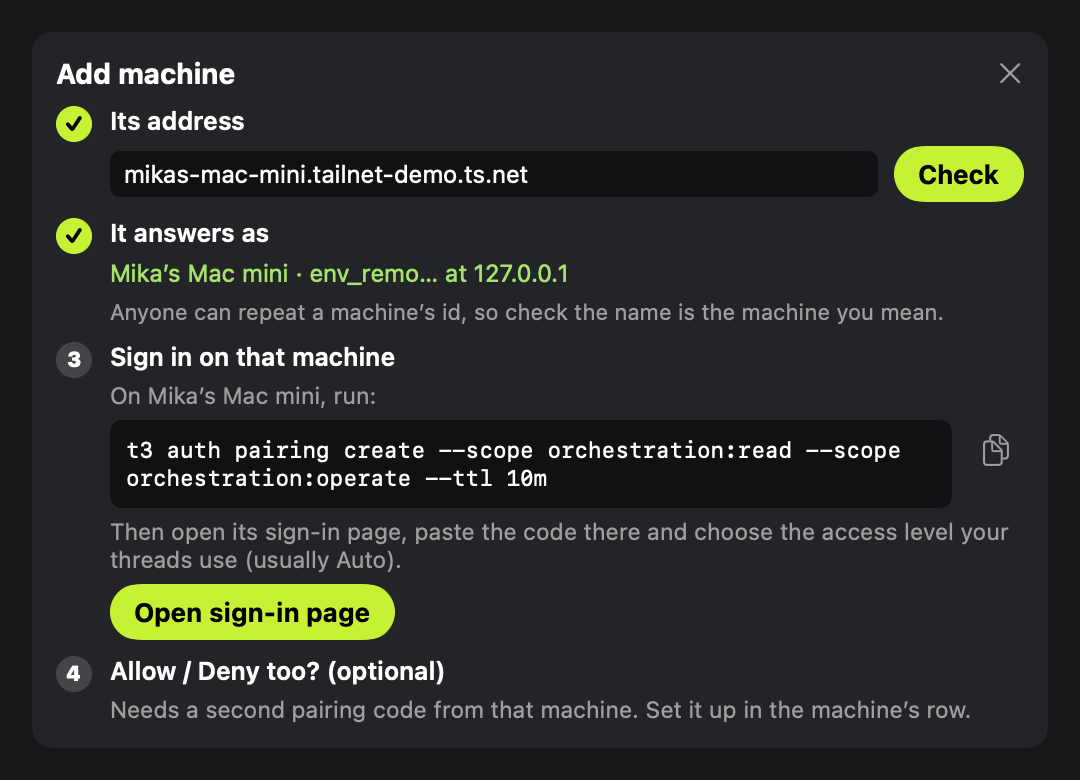 Add machine
Its address
mikas-mac-mini.tailnet-demo.ts.net
Check
It answers as
Mika’s Mac mini · env_remo… at 127.0.0.1
Anyone can repeat a machine’s id, so check the name is the machine you mean.
3 Sign in on that machine
On Mika’s Mac mini, run:
t3 auth pairing create --scope orchestration:read --scope
orchestration:operate --ttl 10m
Then open its sign-in page, paste the code there and choose the access level your
threads use (usually Auto).
Open sign-in page
4 Allow / Deny too? (optional)
Needs a second pairing code from that machine. Set it up in the machine’s row.